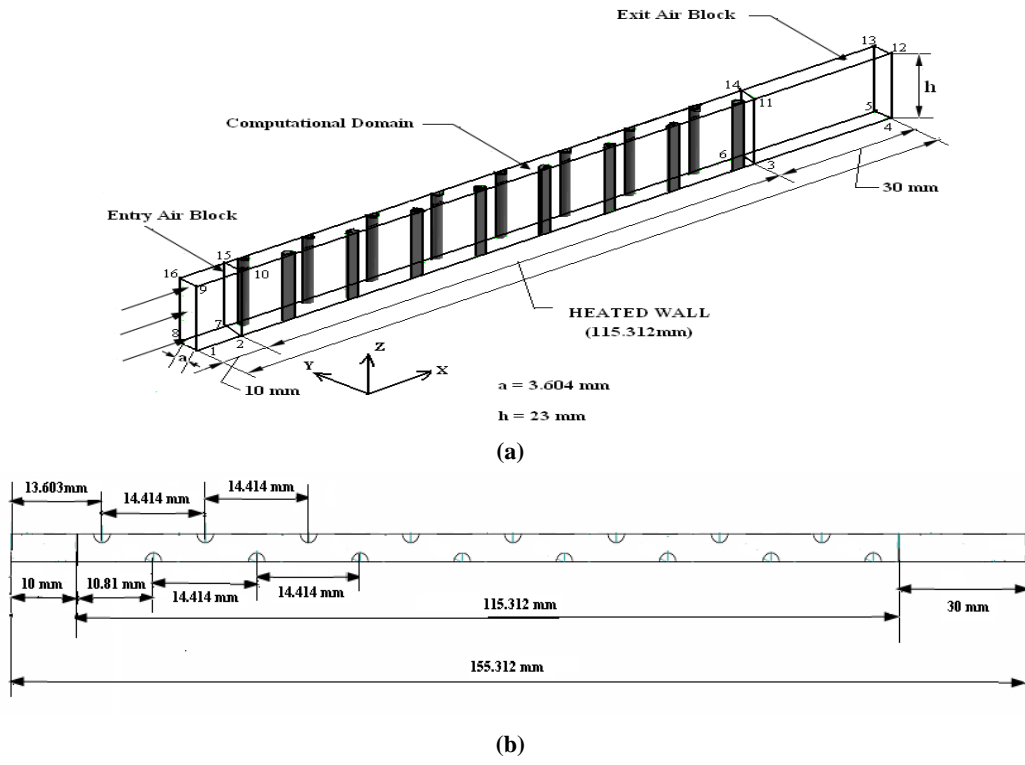 Exit Air Block
13
12
h
14
11
5
4
Computational Domain
6
3
30 mm
Entry Air Block
15
16
10
9
HEATED WALL
(115.312mm)
7
8
2
1
Z
a
Y
X
10 mm
a = 3.604 mm
h = 23 mm
(a)
13.603mm
14.414 mm
14.414 mm
10 mm
10.81 mm
14.414 mm
14.414 mm
115.312 mm
30 mm
155.312 mm
(b)